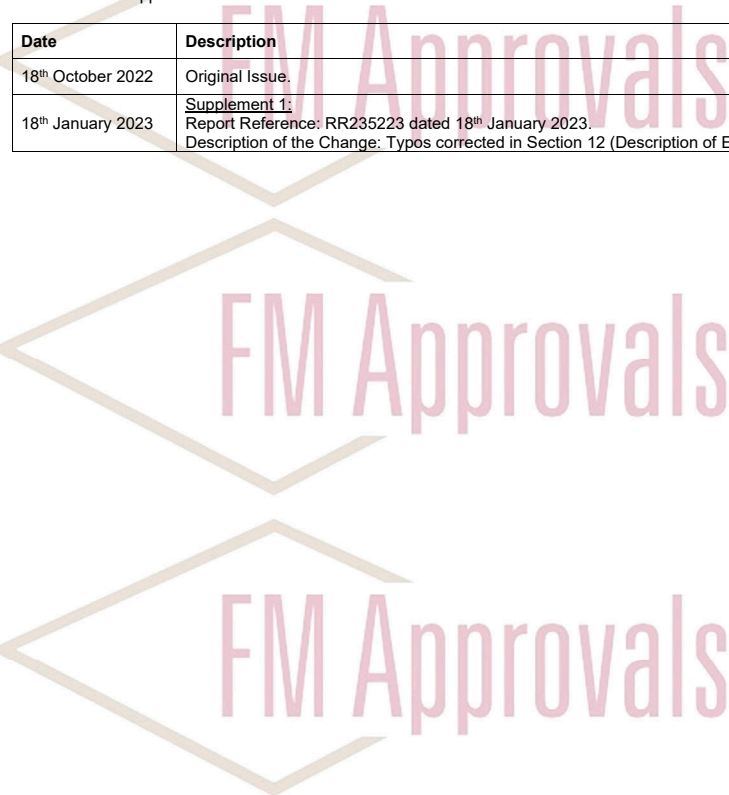 Date Description
18th October 2022 Original Issue.
Supplement 1:
18th January 2023 Report Reference: RR235223 dated 18th January 2023.
Description of the Change: Typos corrected in Section 12 (Description of E
FM Approvals
FM Approvals
FM Approvals